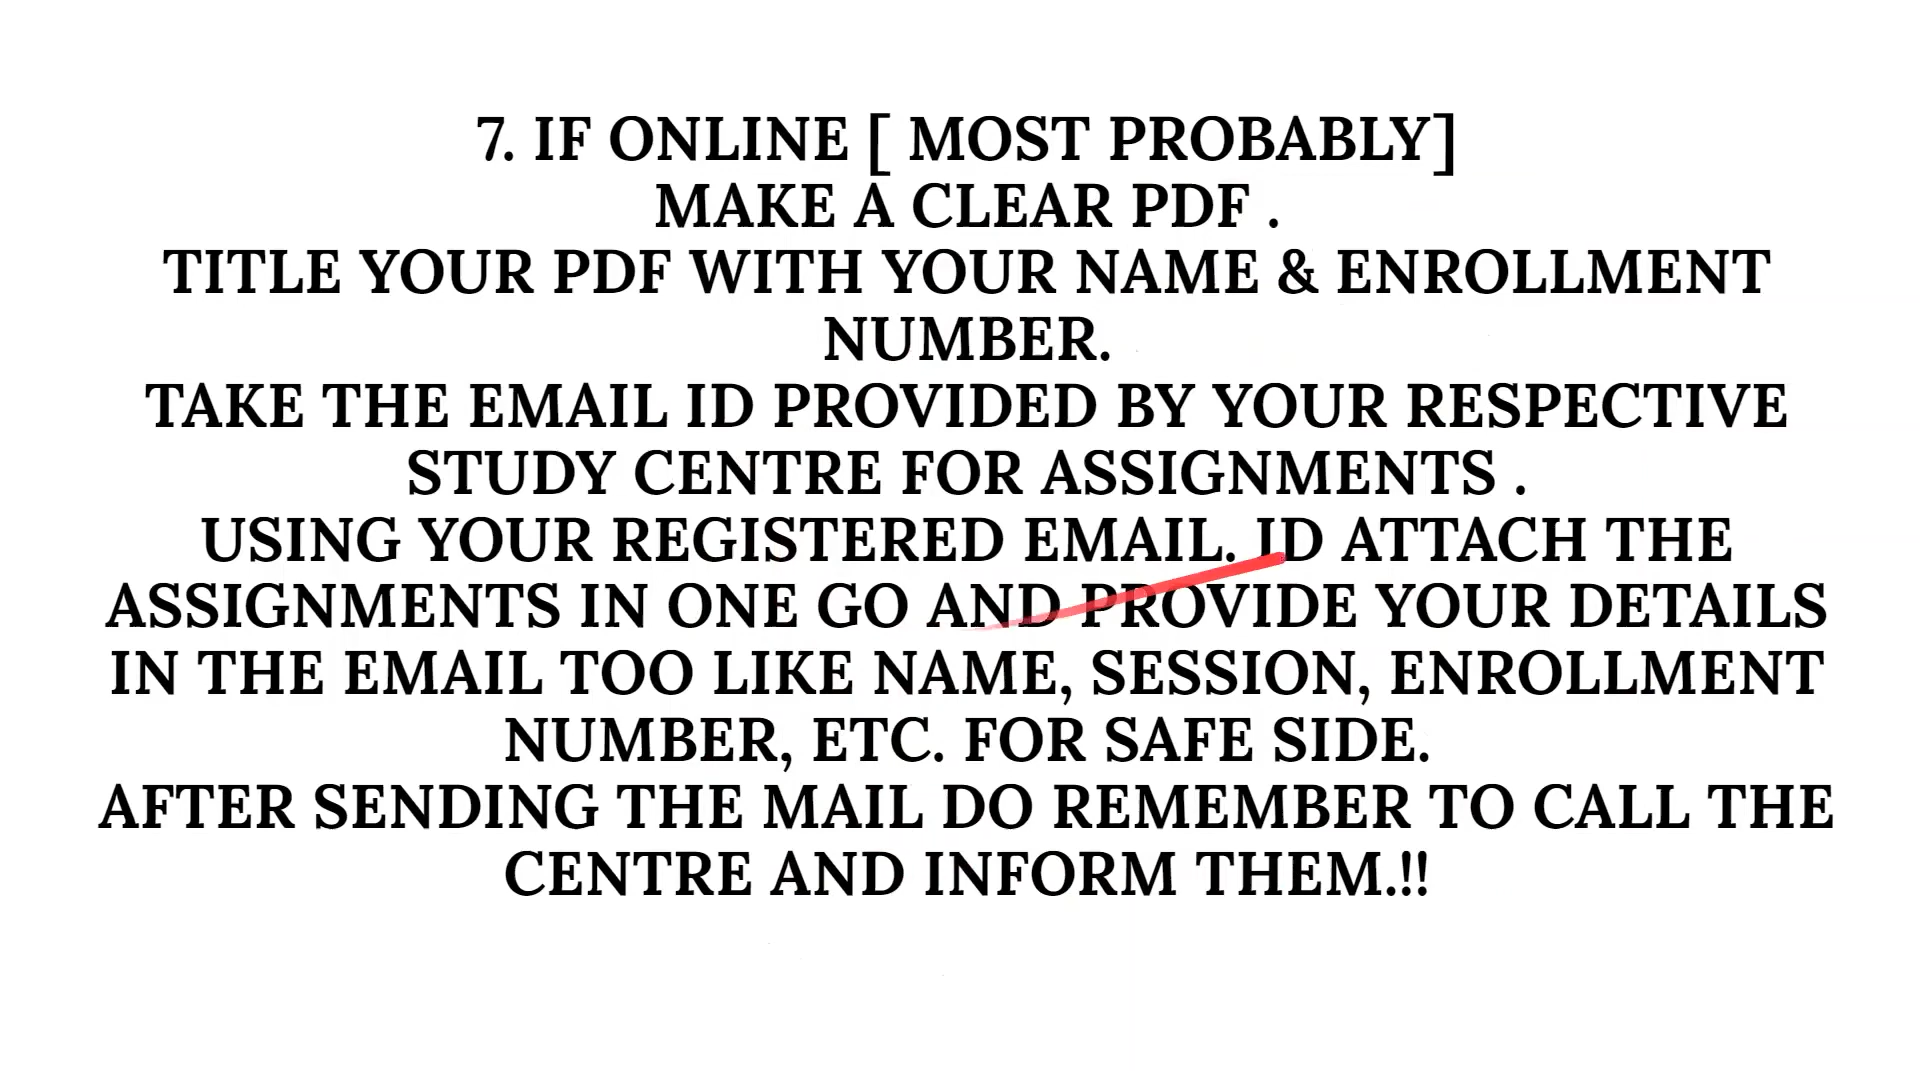 7. IF ONLINE [ MOST PROBABLY]
MAKE A CLEAR PDF .
TITLE YOUR PDF WITH YOUR NAME & ENROLLMENT
NUMBER.
TAKE THE EMAIL ID PROVIDED BY YOUR RESPECTIVE
STUDY CENTRE FOR ASSIGNMENTS .
USING YOUR REGISTERED EMAIL. ID ATTACH THE
ASSIGNMENTS IN ONE GO AND PROVIDE YOUR DETAILS
IN THE EMAIL TOO LIKE NAME, SESSION, ENROLLMENT
NUMBER, ETC. FOR SAFE SIDE.
AFTER SENDING THE MAIL DO REMEMBER TO CALL THE
CENTRE AND INFORM THEM.!!